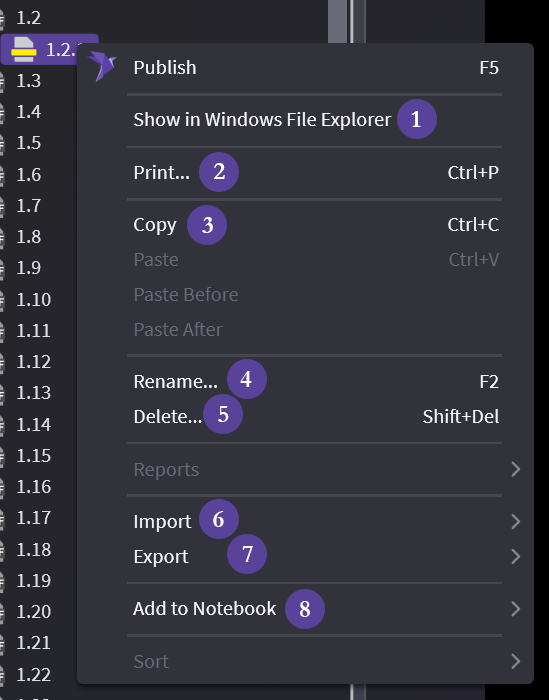 1.2
1.2.
1.3
1.4
1.5
1.6
1.7
1.8
1.9
1.10
1.11
1.12
1.13
1.14
1.15
1.16
1.17
1.18
1.19
1.20
1.21
1.22
Publish F5
Show in Windows File Explorer 1
Print... 2 Ctrl+P
Copy 3 Ctrl+C
Paste Ctrl+V
Paste Before
Paste After
Rename... 4 F2
Delete... 5 Shift+Del
Reports
Import 6
Export 7
Add to Notebook 8
Sort